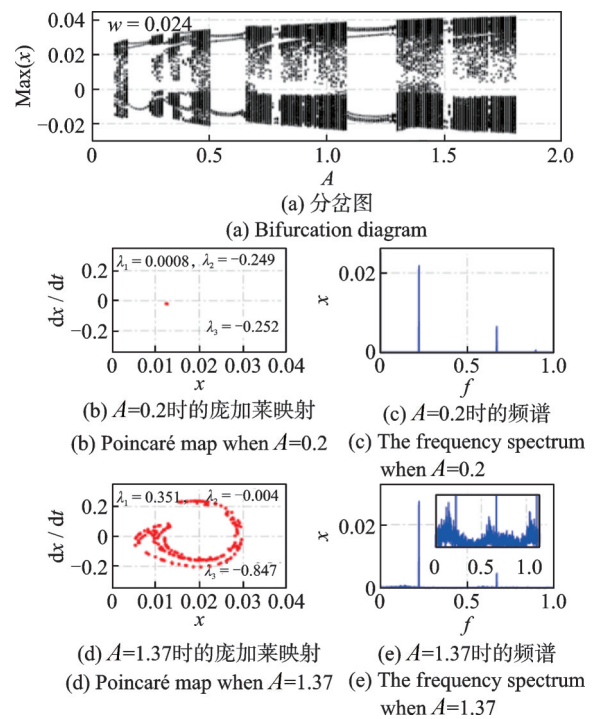 w = 0.024
Max(x)
0.04
0.02
0
−0.02
0 0.5 1.0 1.5 2.0
A
(a) 分岔图
(a) Bifurcation diagram
λ1 = 0.0008, λ2 = −0.249
λ3 = −0.252
dx / dt
0.2
0
−0.2
0 0.01 0.02 0.03 0.04
x
(b) A=0.2时的庞加莱映射
(b) Poincaré map when A=0.2
x
0.02
0
0 0.5 1.0
f
(c) A=0.2时的频谱
(c) The frequency spectrum
when A=0.2
λ1 = 0.351, λ2 = −0.004
λ3 = −0.847
dx / dt
0.2
0
−0.2
0 0.01 0.02 0.03 0.04
x
(d) A=1.37时的庞加莱映射
(d) Poincaré map when A=1.37
x
0.02
0
0 0.5 1.0
0 0.5 1.0
f
(e) A=1.37时的频谱
(e) The frequency spectrum
when A=1.37